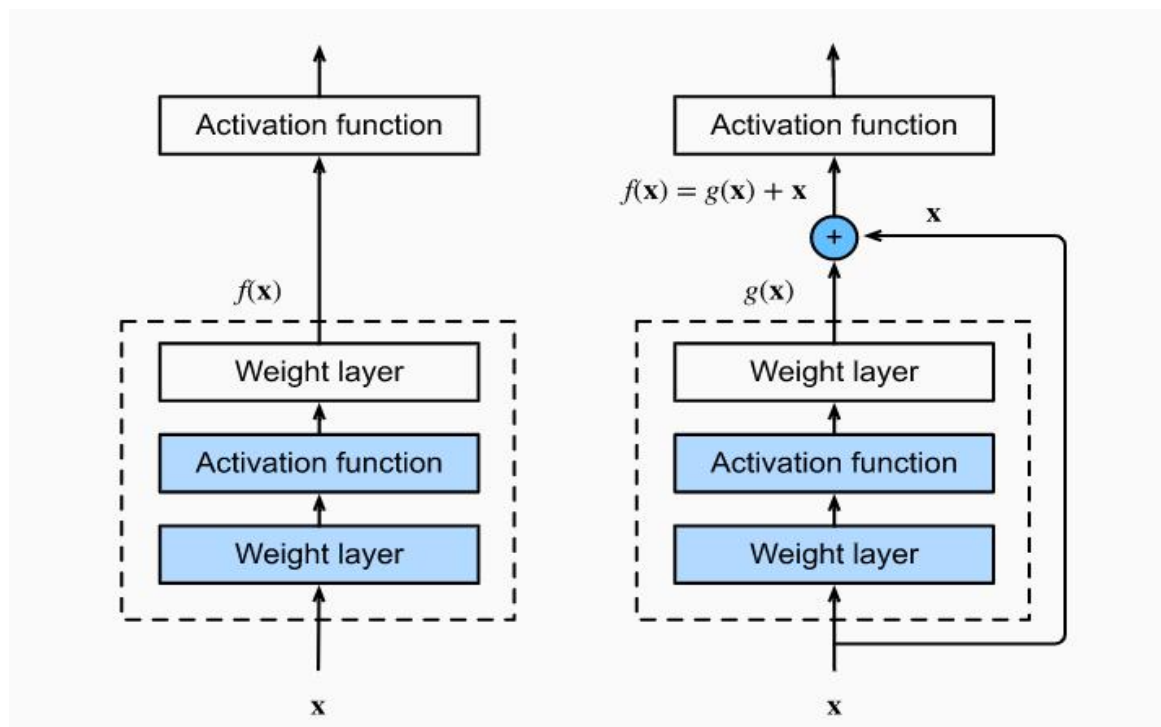 Activation function
f(x)
Weight layer
Activation function
Weight layer
x
Activation function
f(x) = g(x) + x
x
+
g(x)
Weight layer
Activation function
Weight layer
x